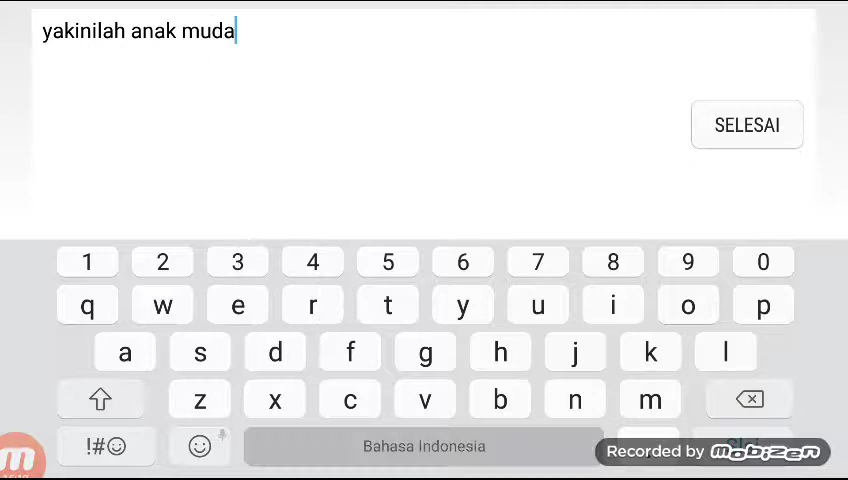 yakinilah anak muda
SELESAI
1 2 3 4 5 6 7 8 9 0
q w e r t y u i o p
a s d f g h j k l
z x c v b n m
!#☺ Bahasa Indonesia
Recorded by mobizen